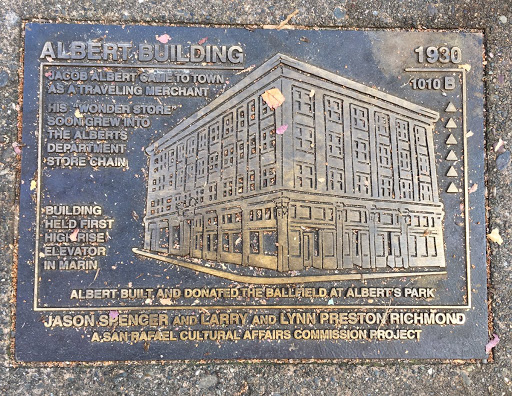 ALBERT BUILDING
1930
1010 B
JACOB ALBERT CAME TO TOWN
AS A TRAVELING MERCHANT
HIS "WONDER STORE"
SOON GREW INTO
THE ALBERTS
DEPARTMENT
STORE CHAIN
BUILDING
HELD FIRST
HIGH-RISE
ELEVATOR
IN MARIN
ALBERT BUILT AND DONATED THE BALLFIELD AT ALBERT'S PARK
JASON SPENCER AND LARRY AND LYNN PRESTON RICHMOND
A SAN RAFAEL CULTURAL AFFAIRS COMMISSION PROJECT